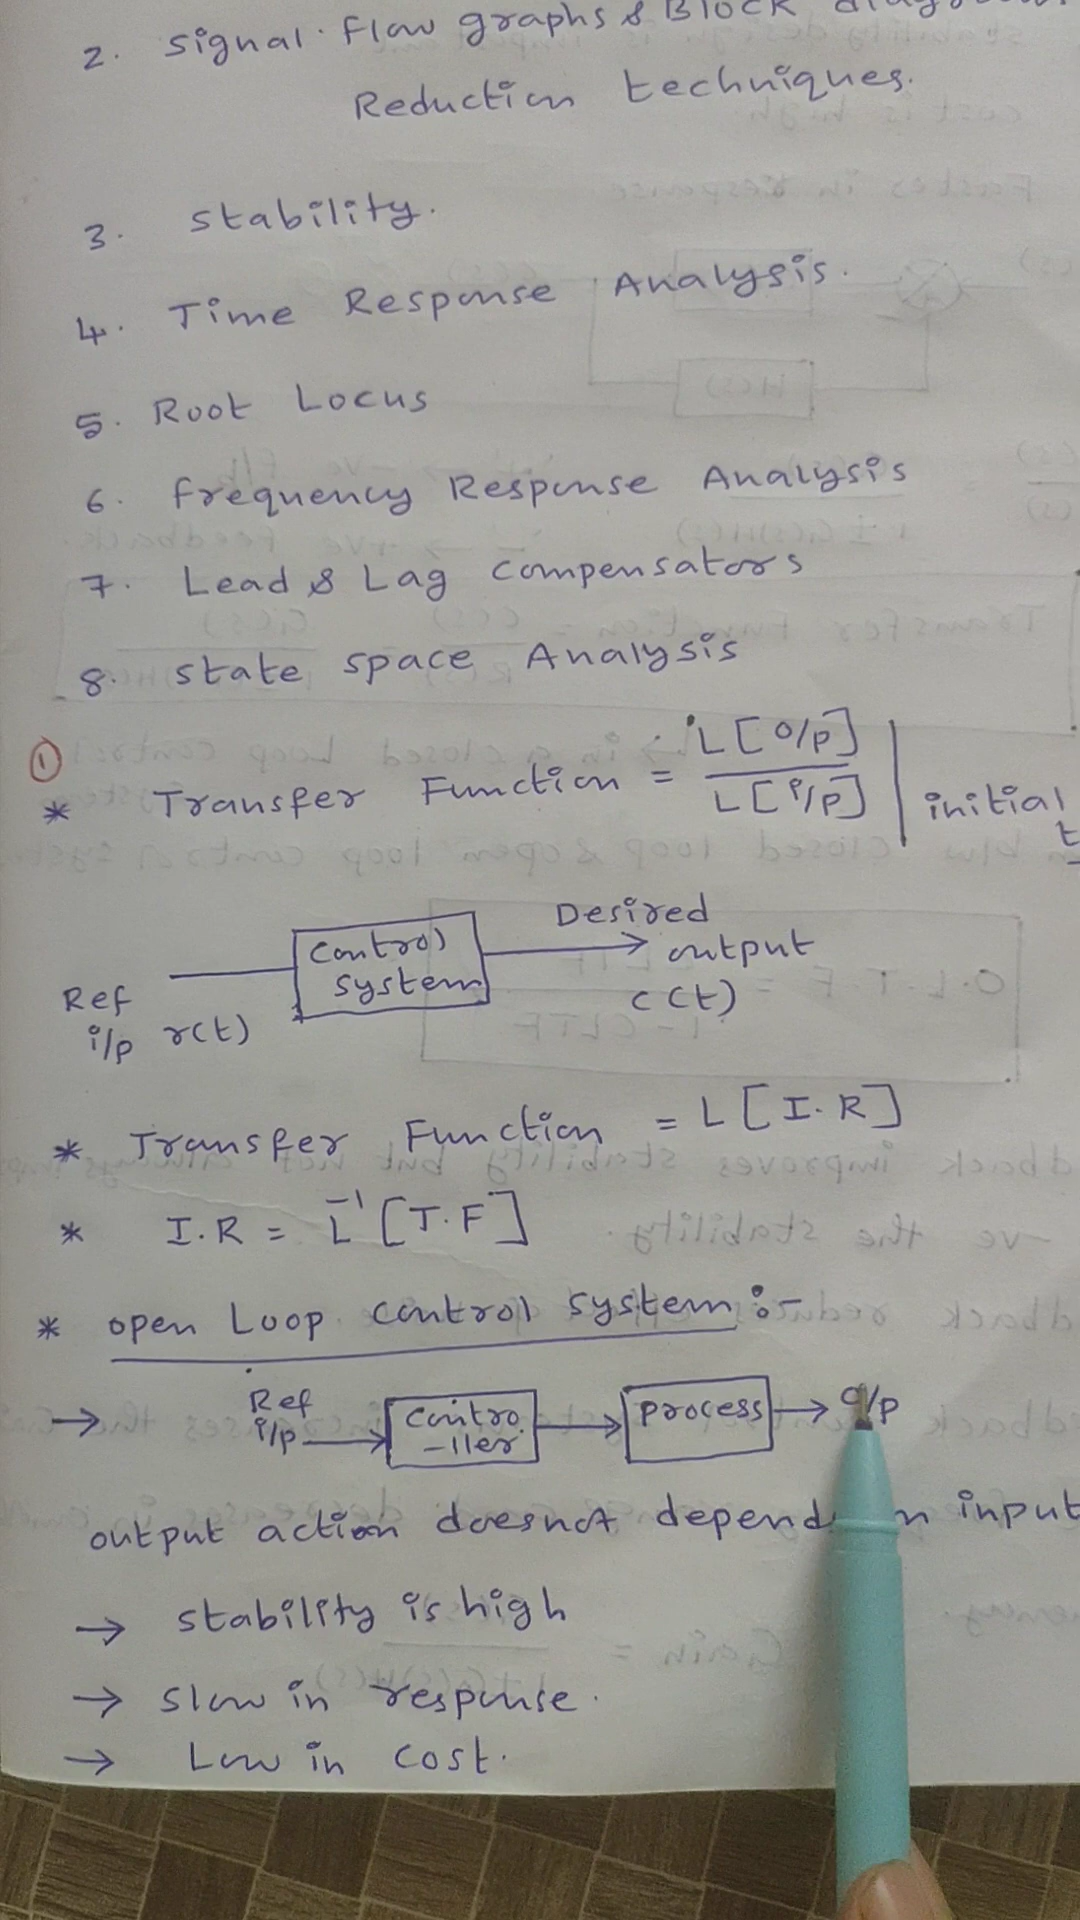 2. Signal Flow graphs & Block
Reduction techniques.
3. stability.
4. Time Response Analysis.
5. Root Locus
6. frequency Response Analysis
7. Lead & Lag compensators
8. state space Analysis
①
* Transfer Function = L[o/p] / L[i/p] | initial
control system
Desired output c(t)
Ref i/p r(t)
* Transfer Function = L[I.R]
* I.R = L⁻¹[T.F]
* open Loop control system :-
→ Ref i/p → contro-ller → process → o/p
output action doesnot depend input
→ stability is high
→ slow in response.
→ Low in cost.